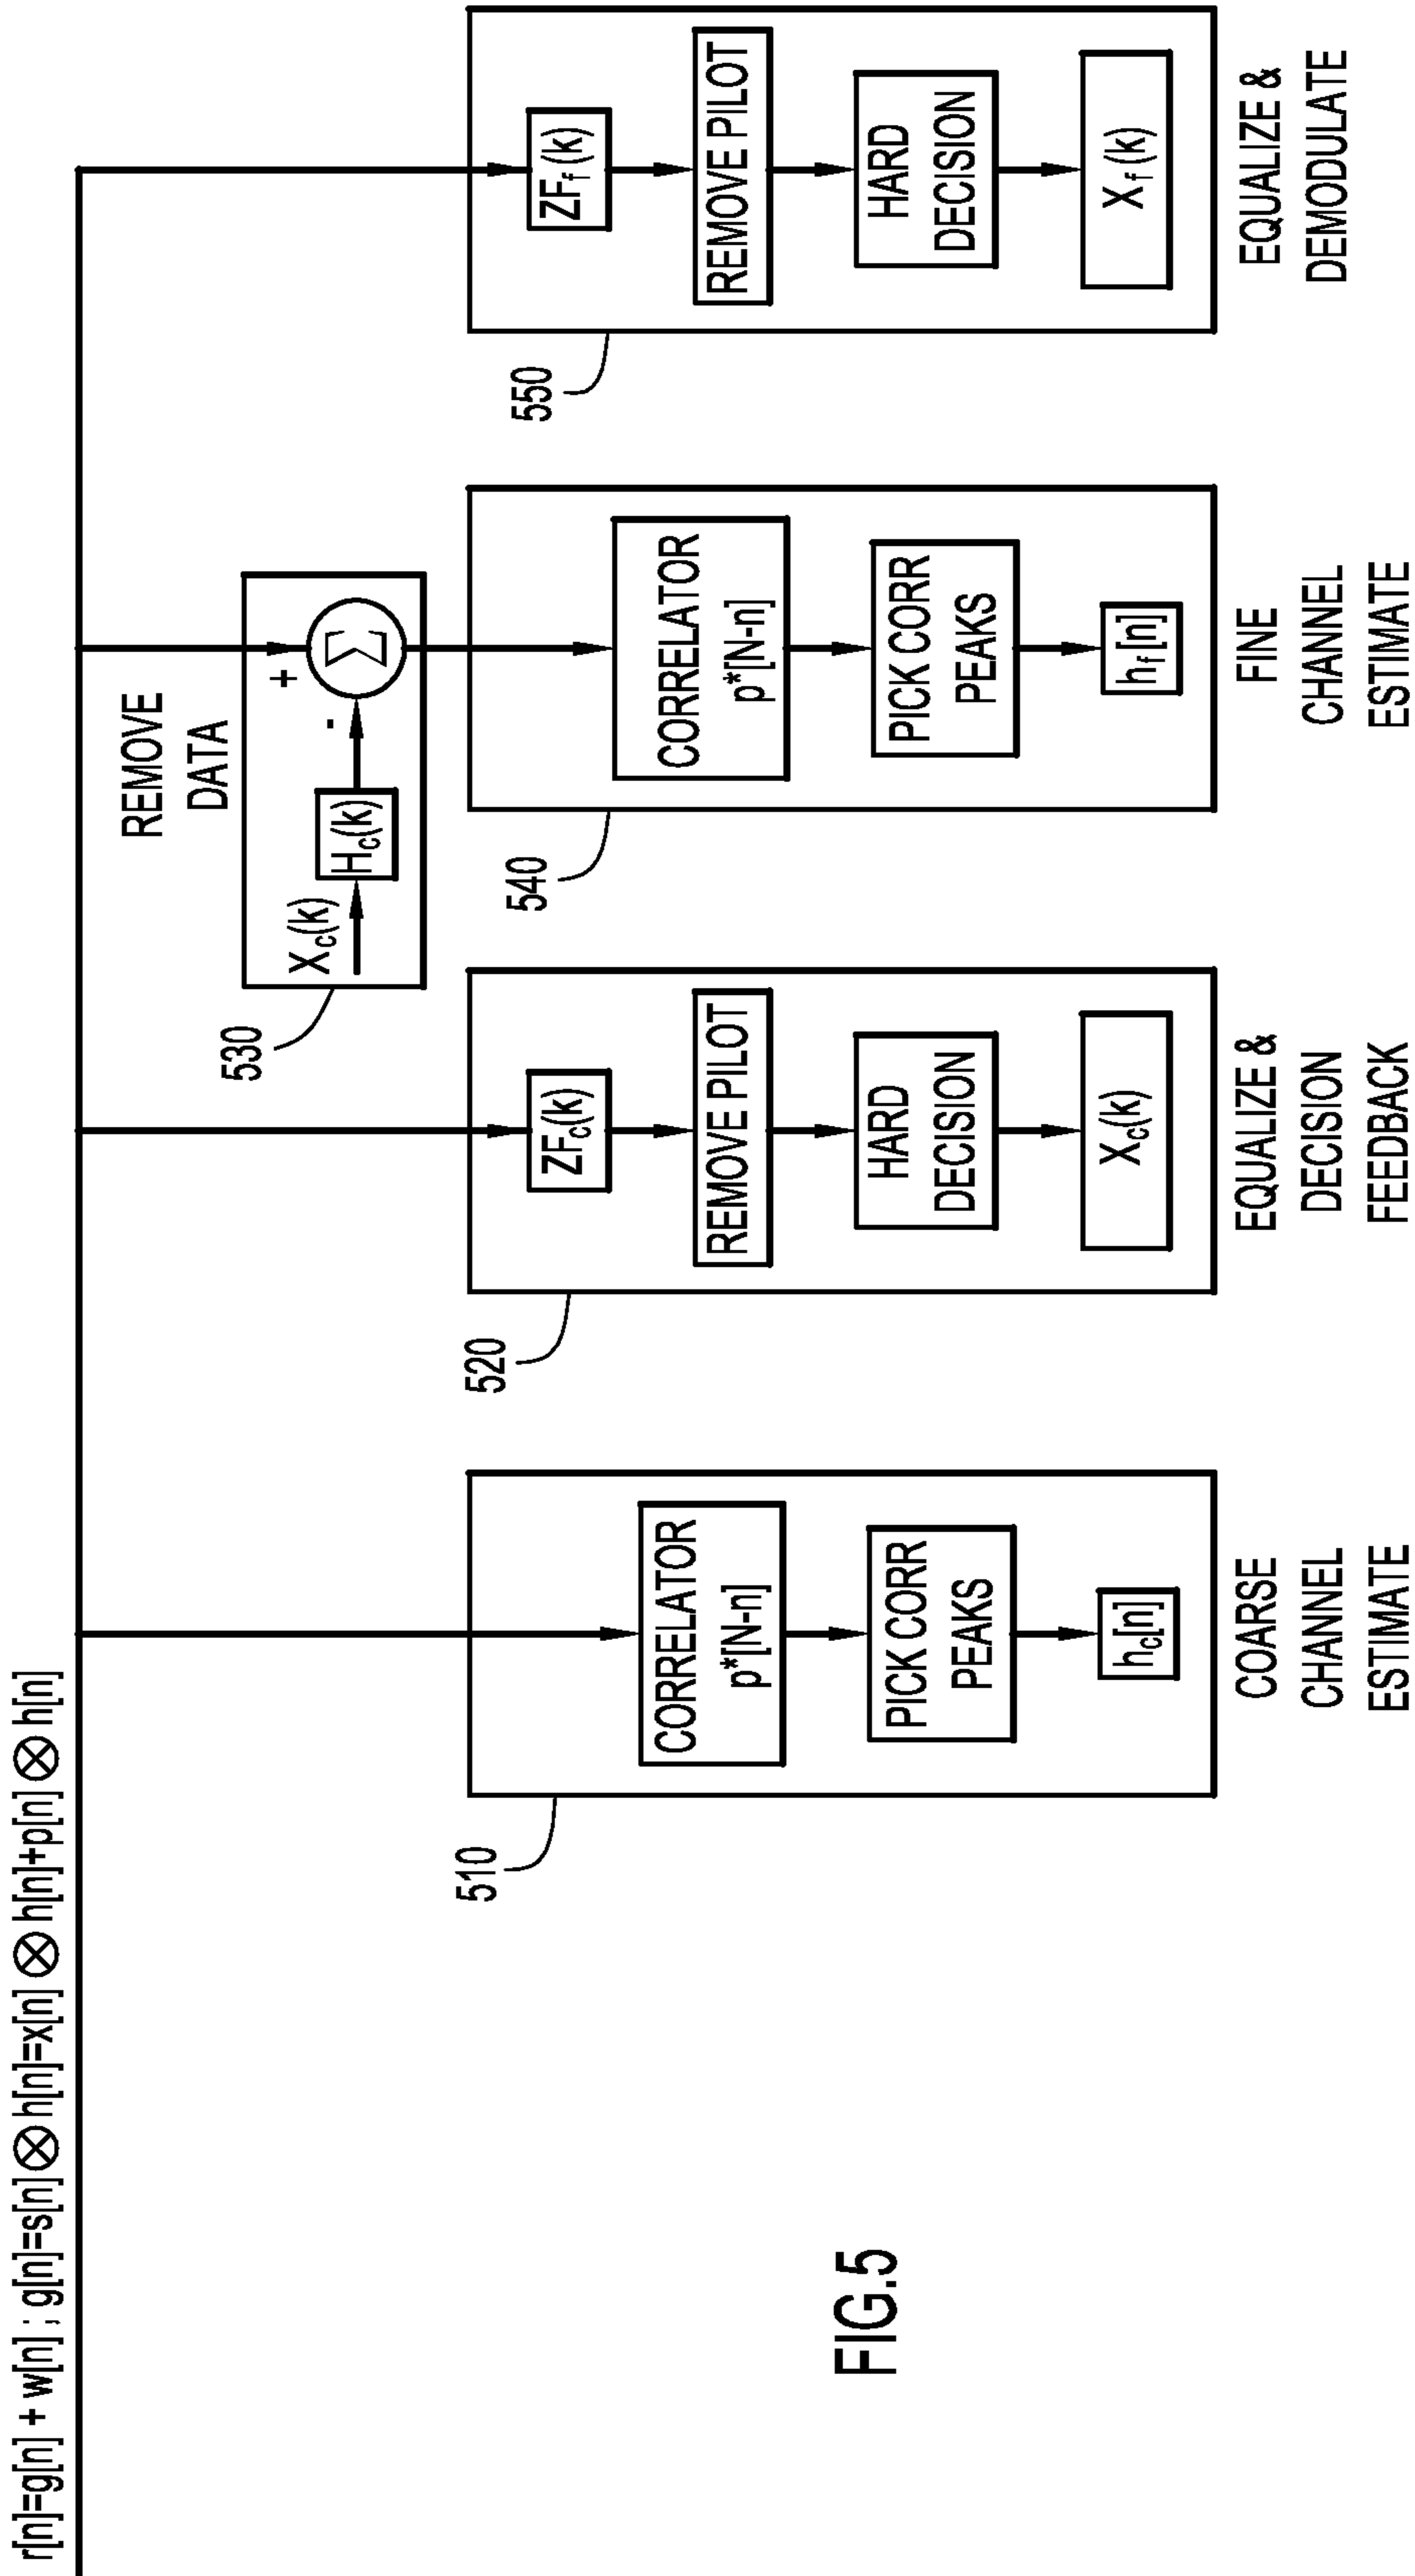 r[n]=g[n] + w[n] ; g[n]=s[n]⊗h[n]=x[n]⊗h[n]+p[n]⊗h[n]
510
CORRELATOR
p*[N-n]
PICK CORR
PEAKS
hc[n]
COARSE
CHANNEL
ESTIMATE
520
ZFc(k)
REMOVE PILOT
HARD
DECISION
Xc(k)
EQUALIZE &
DECISION
FEEDBACK
REMOVE
DATA
530
Xc(k)
Hc(k)
-
+
Σ
540
CORRELATOR
p*[N-n]
PICK CORR
PEAKS
hf[n]
FINE
CHANNEL
ESTIMATE
550
ZFf(k)
REMOVE PILOT
HARD
DECISION
Xf(k)
EQUALIZE &
DEMODULATE
FIG.5